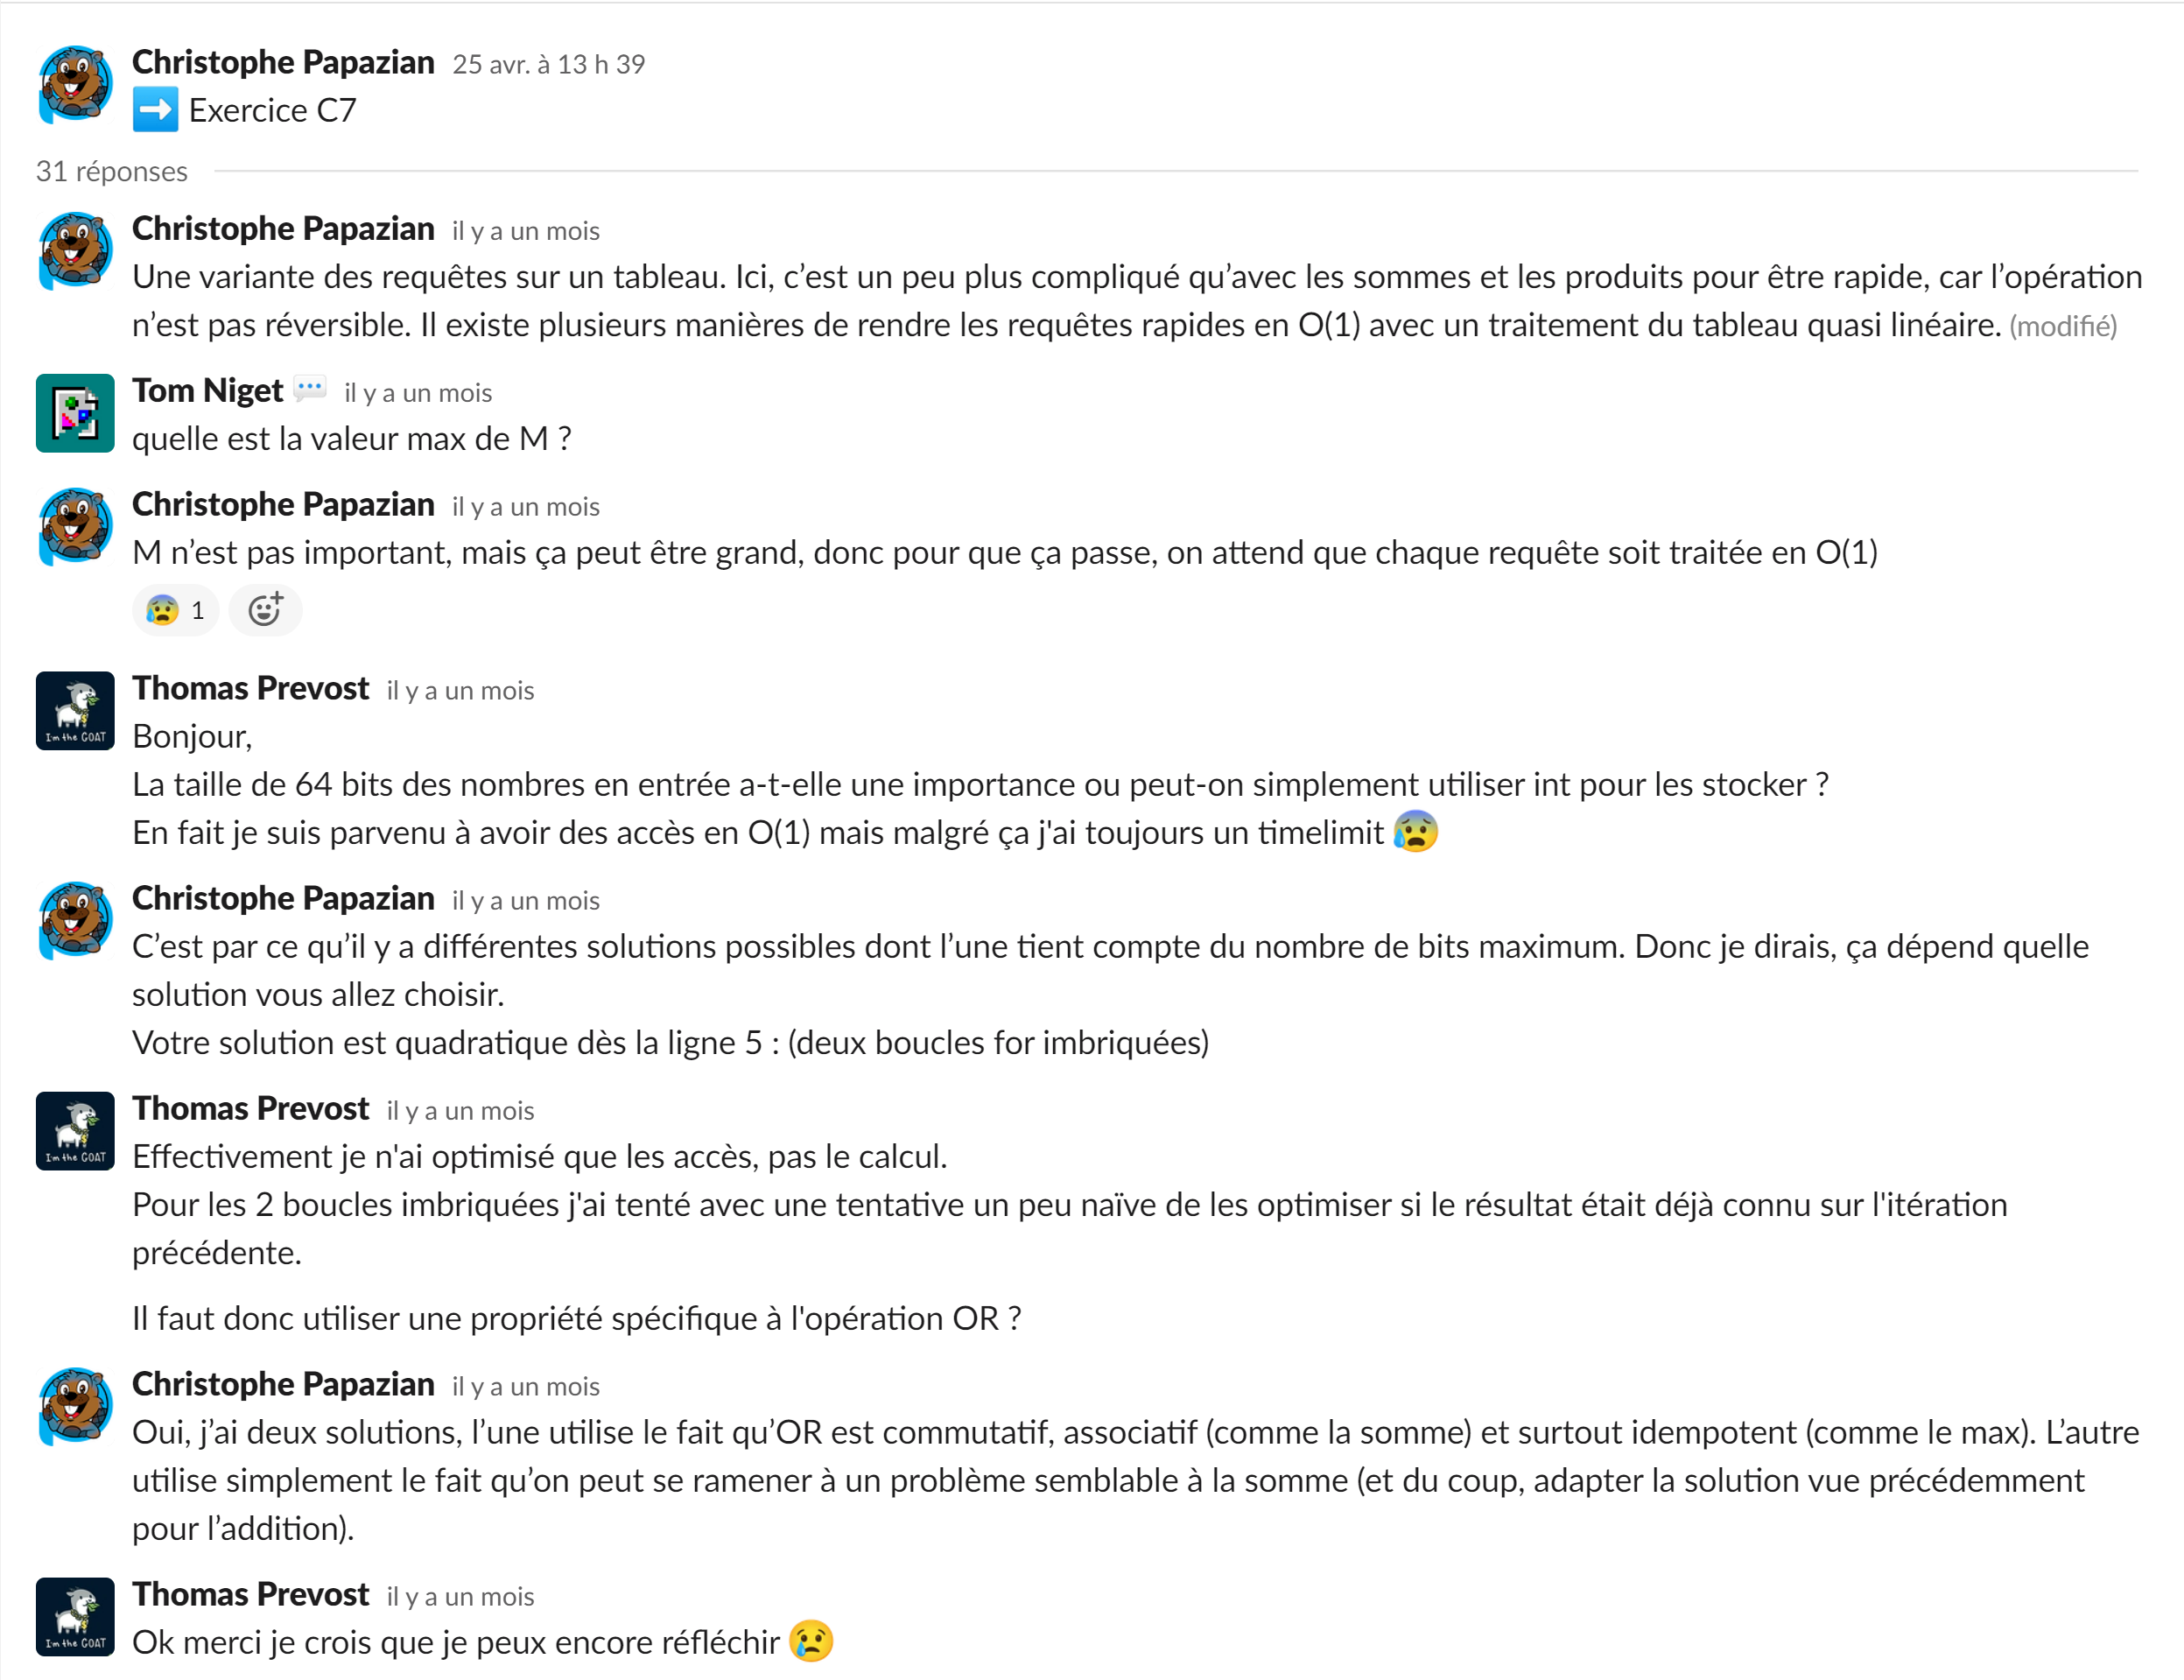 Christophe Papazian 25 avr. à 13 h 39
➡️ Exercice C7
31 réponses
Christophe Papazian il y a un mois
Une variante des requêtes sur un tableau. Ici, c’est un peu plus compliqué qu’avec les sommes et les produits pour être rapide, car l’opération
n’est pas réversible. Il existe plusieurs manières de rendre les requêtes rapides en O(1) avec un traitement du tableau quasi linéaire. (modifié)
Tom Niget 💬 il y a un mois
quelle est la valeur max de M ?
Christophe Papazian il y a un mois
M n’est pas important, mais ça peut être grand, donc pour que ça passe, on attend que chaque requête soit traitée en O(1)
😰 1
I'm the GOAT
Thomas Prevost il y a un mois
Bonjour,
La taille de 64 bits des nombres en entrée a-t-elle une importance ou peut-on simplement utiliser int pour les stocker ?
En fait je suis parvenu à avoir des accès en O(1) mais malgré ça j'ai toujours un timelimit 😰
Christophe Papazian il y a un mois
C’est par ce qu’il y a différentes solutions possibles dont l’une tient compte du nombre de bits maximum. Donc je dirais, ça dépend quelle
solution vous allez choisir.
Votre solution est quadratique dès la ligne 5 : (deux boucles for imbriquées)
I'm the GOAT
Thomas Prevost il y a un mois
Effectivement je n'ai optimisé que les accès, pas le calcul.
Pour les 2 boucles imbriquées j'ai tenté avec une tentative un peu naïve de les optimiser si le résultat était déjà connu sur l'itération
précédente.
Il faut donc utiliser une propriété spécifique à l'opération OR ?
Christophe Papazian il y a un mois
Oui, j’ai deux solutions, l’une utilise le fait qu’OR est commutatif, associatif (comme la somme) et surtout idempotent (comme le max). L’autre
utilise simplement le fait qu’on peut se ramener à un problème semblable à la somme (et du coup, adapter la solution vue précédemment
pour l’addition).
I'm the GOAT
Thomas Prevost il y a un mois
Ok merci je crois que je peux encore réfléchir 😢